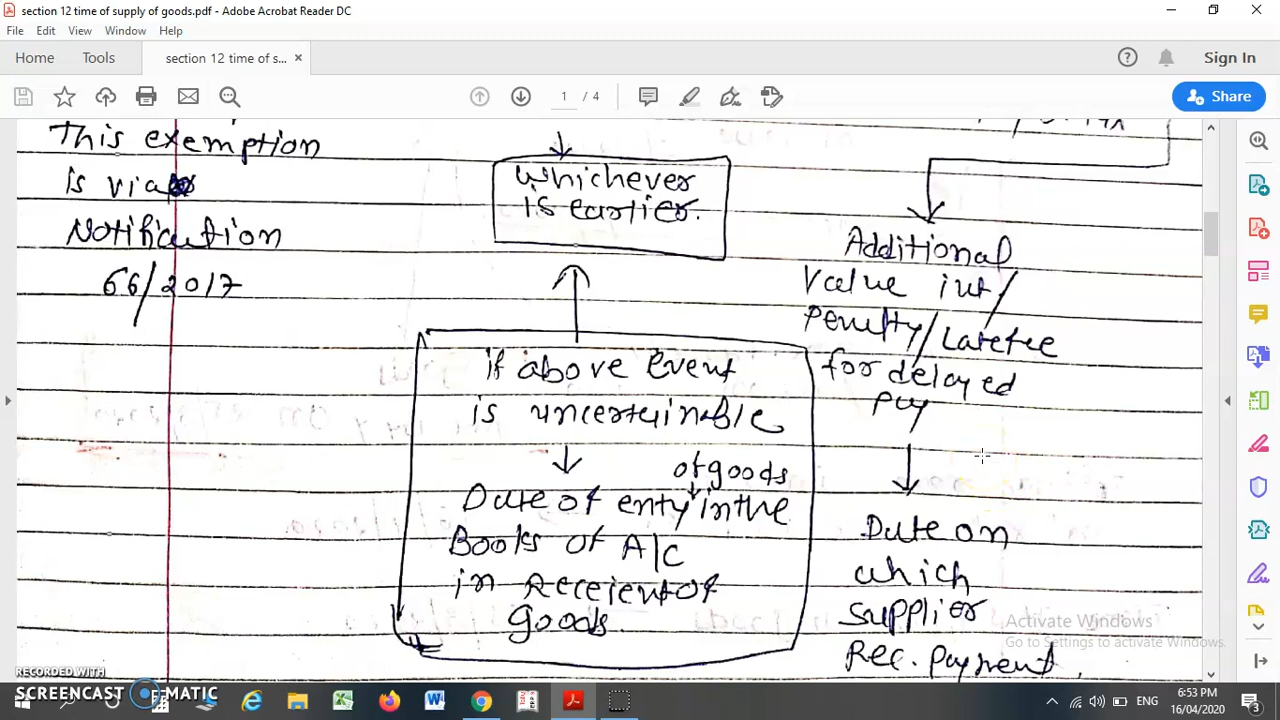 section 12 time of supply of goods.pdf - Adobe Acrobat Reader DC
File Edit View Window Help
Home Tools section 12 time of s... × Sign In
1 / 4 Share
This exemption
is via
Notification
66/2017
Whichever
is earlier.
If above Event
is uncertainable
of goods
Date of enty in the
Books of A/C
in Receient of
goods.
Additional
Value int/
Penulty/Latefee
for delayed
pay
Date on
which
supplier
Rec. payment.
Activate Windows
Go to Settings to activate Windows.
RECORDED WITH
SCREENCAST MATIC
ENG
6:53 PM
16/04/2020
3